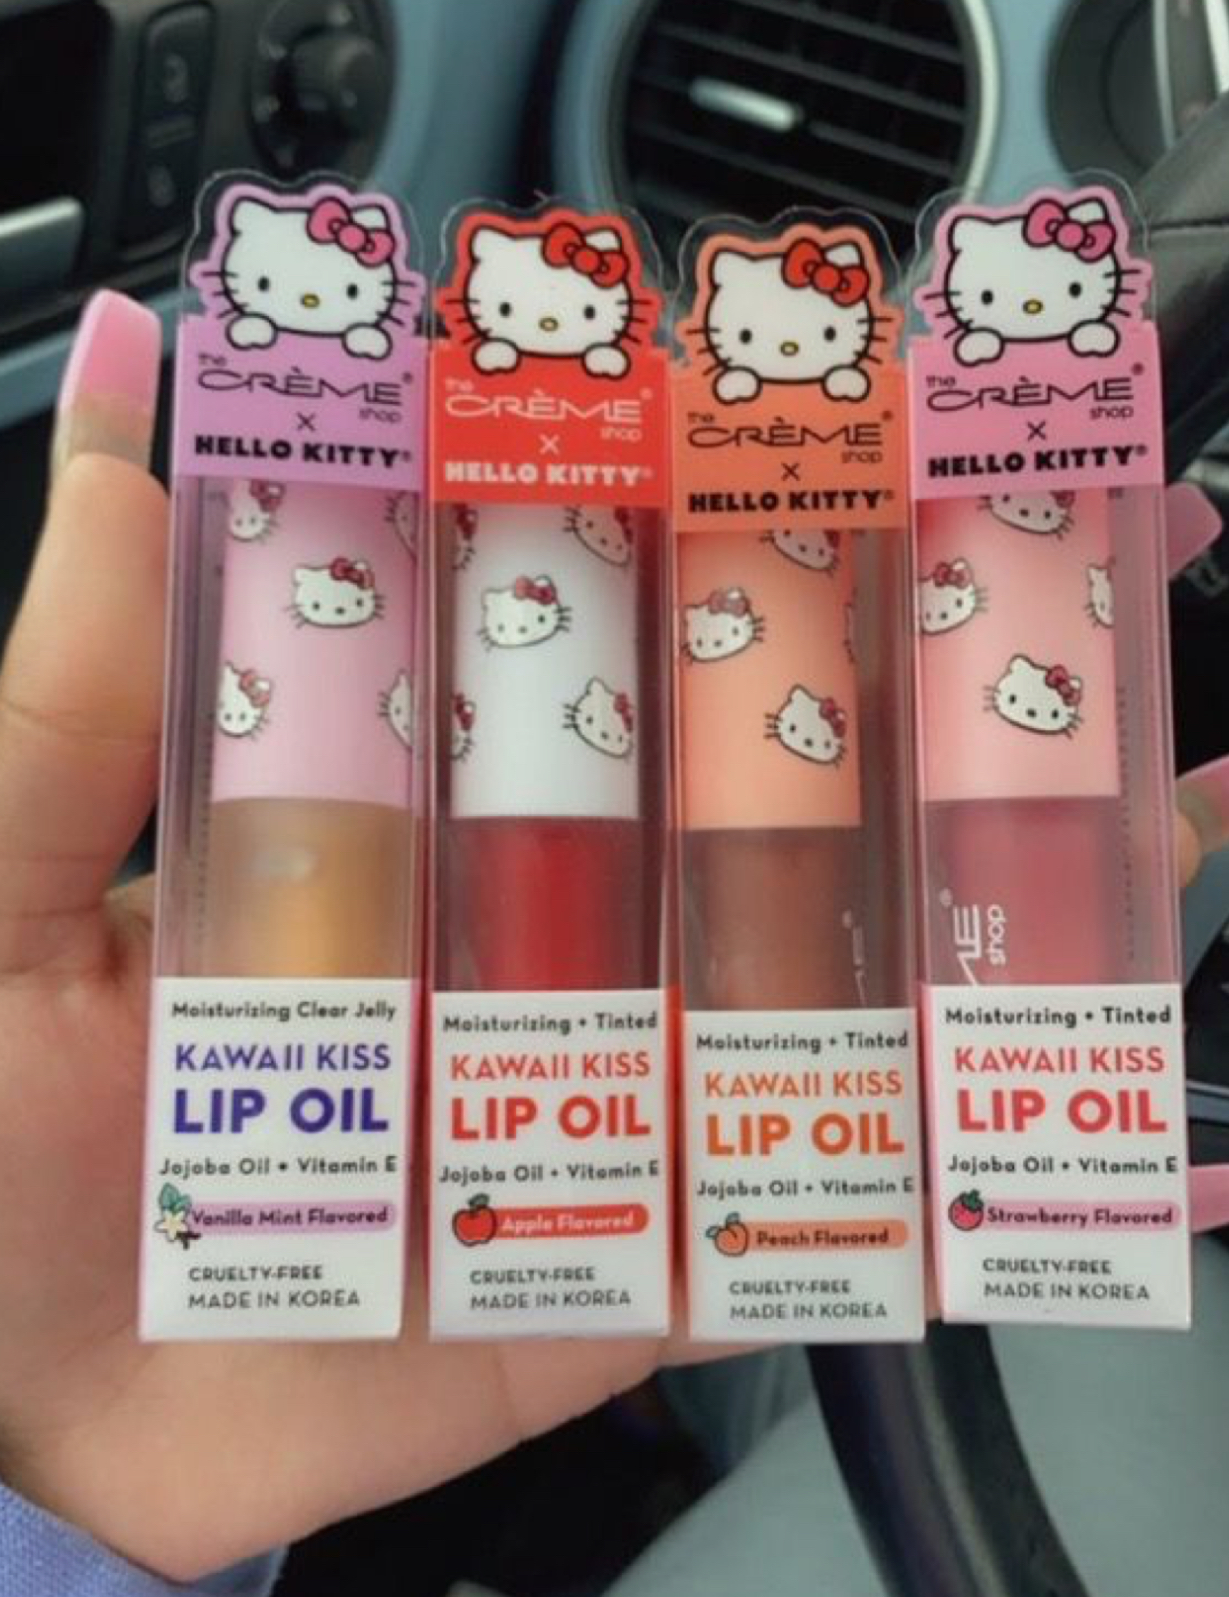 the
CRÈME®
shop
X
HELLO KITTY®
Moisturizing Clear Jelly
KAWAII KISS
LIP OIL
Jojoba Oil • Vitamin E
Vanilla Mint Flavored
CRUELTY-FREE
MADE IN KOREA
the
CRÈME®
shop
X
HELLO KITTY®
Moisturizing • Tinted
KAWAII KISS
LIP OIL
Jojoba Oil • Vitamin E
Apple Flavored
CRUELTY-FREE
MADE IN KOREA
the
CRÈME®
shop
X
HELLO KITTY®
Moisturizing • Tinted
KAWAII KISS
LIP OIL
Jojoba Oil • Vitamin E
Peach Flavored
CRUELTY-FREE
MADE IN KOREA
the
CRÈME®
shop
X
HELLO KITTY®
ME®
shop
Moisturizing • Tinted
KAWAII KISS
LIP OIL
Jojoba Oil • Vitamin E
Strawberry Flavored
CRUELTY-FREE
MADE IN KOREA